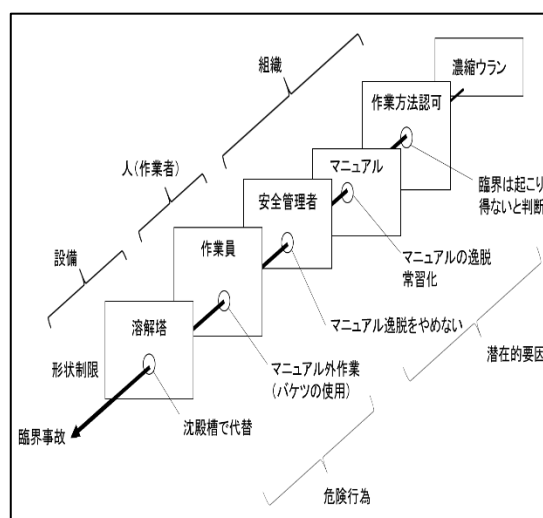 組織
濃縮ウラン
作業方法認可
人(作業者)
マニュアル
安全管理者
臨界は起こり
得ないと判断
設備
作業員
マニュアルの逸脱
常習化
溶解塔
マニュアル逸脱をやめない
潜在的要因
形状制限
マニュアル外作業
(バケツの使用)
臨界事故
沈殿槽で代替
危険行為